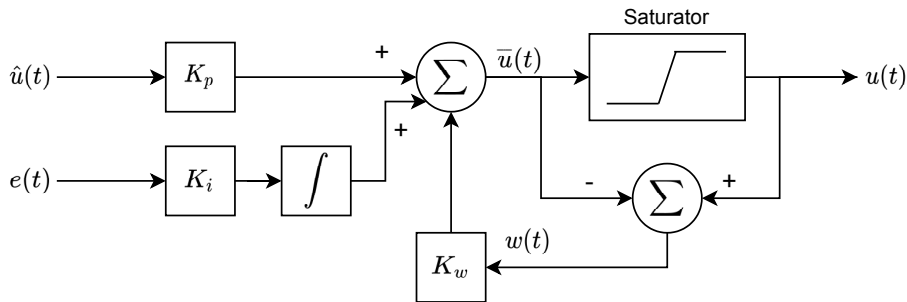 Saturator
û(t)
K_p
+
∑
u̅(t)
u(t)
+
e(t)
K_i
∫
-
∑
+
w(t)
K_w